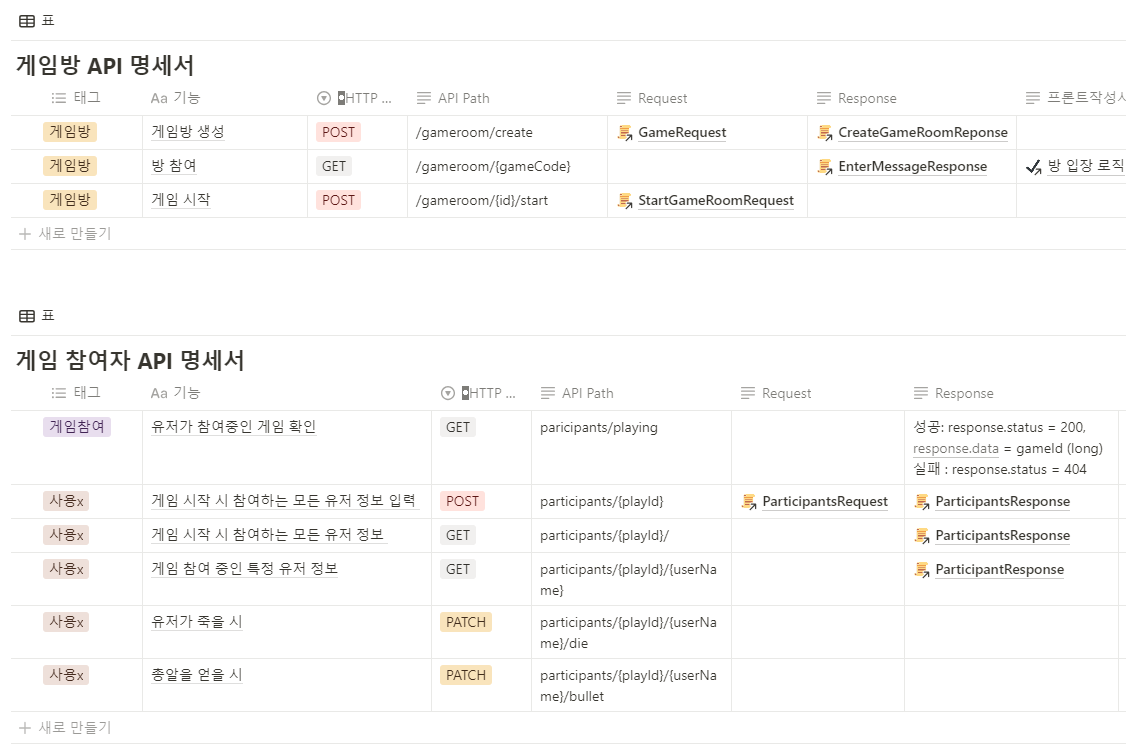 표
게임방 API 명세서
태그 Aa 기능 HTTP ... API Path Request Response 프론트작성
게임방 게임방 생성 POST /gameroom/create GameRequest CreateGameRoomReponse
게임방 방 참여 GET /gameroom/{gameCode} EnterMessageResponse 방 입장 로직
게임방 게임 시작 POST /gameroom/{id}/start StartGameRoomRequest
새로 만들기
표
게임 참여자 API 명세서
태그 Aa 기능 HTTP ... API Path Request Response
게임참여 유저가 참여중인 게임 확인 GET paricipants/playing 성공: response.status = 200,
response.data = gameId (long)
실패 : response.status = 404
사용x 게임 시작 시 참여하는 모든 유저 정보 입력 POST participants/{playId} ParticipantsRequest ParticipantsResponse
사용x 게임 시작 시 참여하는 모든 유저 정보 GET participants/{playId}/ ParticipantsResponse
사용x 게임 참여 중인 특정 유저 정보 GET participants/{playId}/{userNa ParticipantResponse
me}
사용x 유저가 죽을 시 PATCH participants/{playId}/{userNa
me}/die
사용x 총알을 얻을 시 PATCH participants/{playId}/{userNa
me}/bullet
새로 만들기